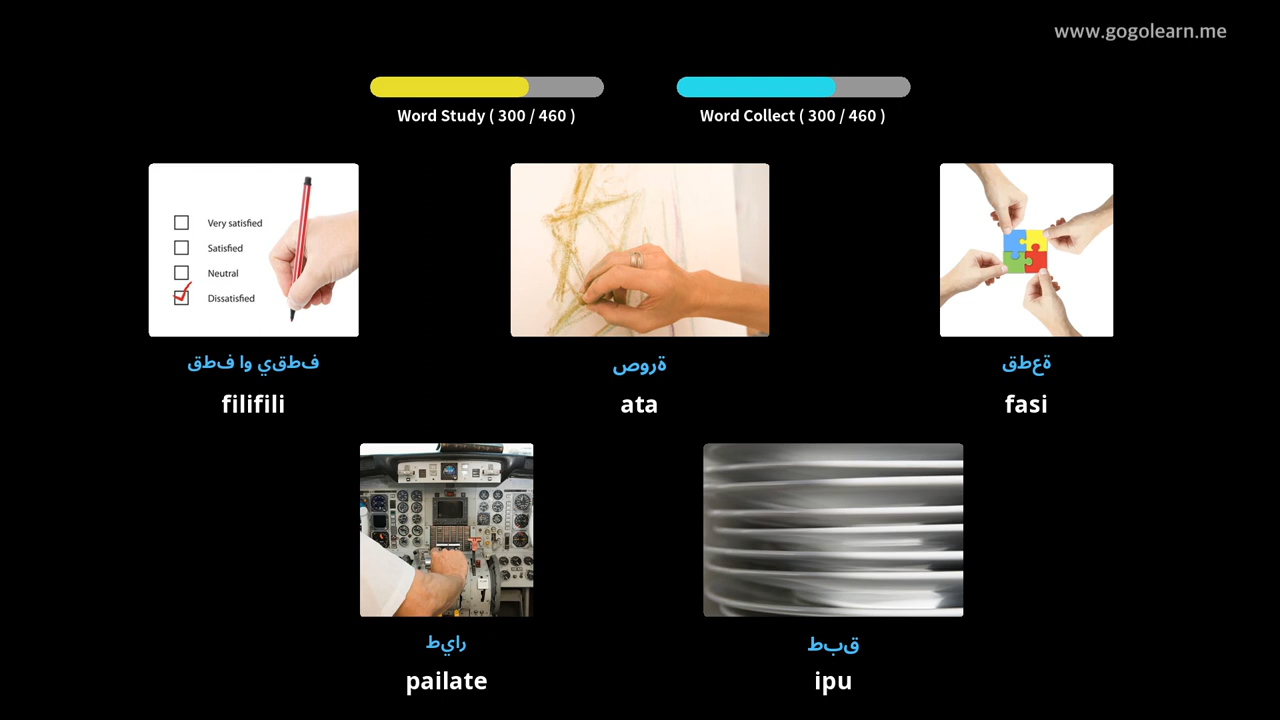 www.gogolearn.me
Word Study ( 300 / 460 )
Word Collect ( 300 / 460 )
Very satisfied
Satisfied
Neutral
Dissatisfied
فطقي وا فطق
ةروص
ةعطق
filifili
ata
fasi
رايط
قبط
pailate
ipu